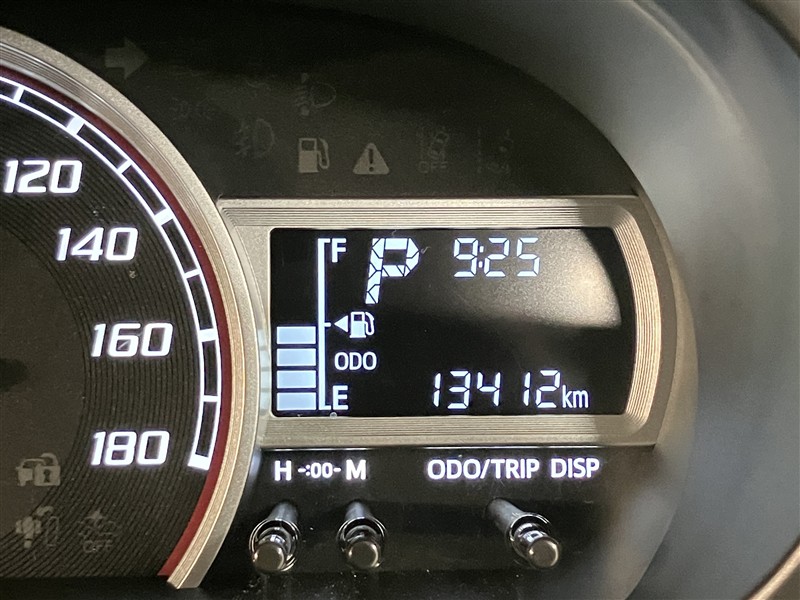 120
140
160
180
F P 9:25
ODO
E 13412km
H -:00- M ODO/TRIP DISP